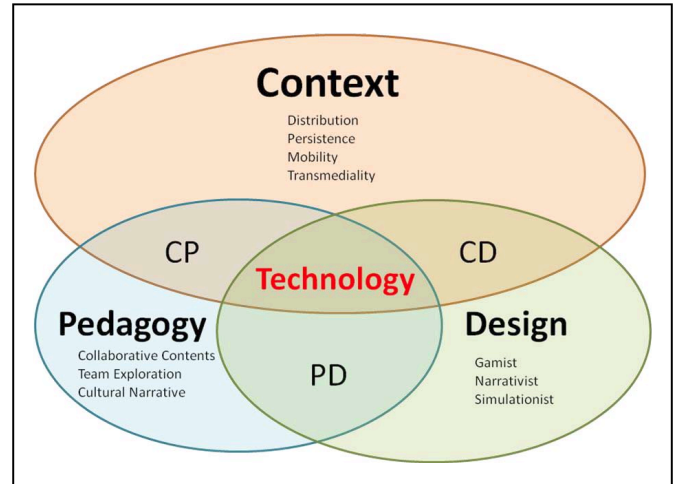 Context
Distribution
Persistence
Mobility
Transmediality
CP
CD
Technology
Pedagogy
Collaborative Contents
Team Exploration
Cultural Narrative
PD
Design
Gamist
Narrativist
Simulationist